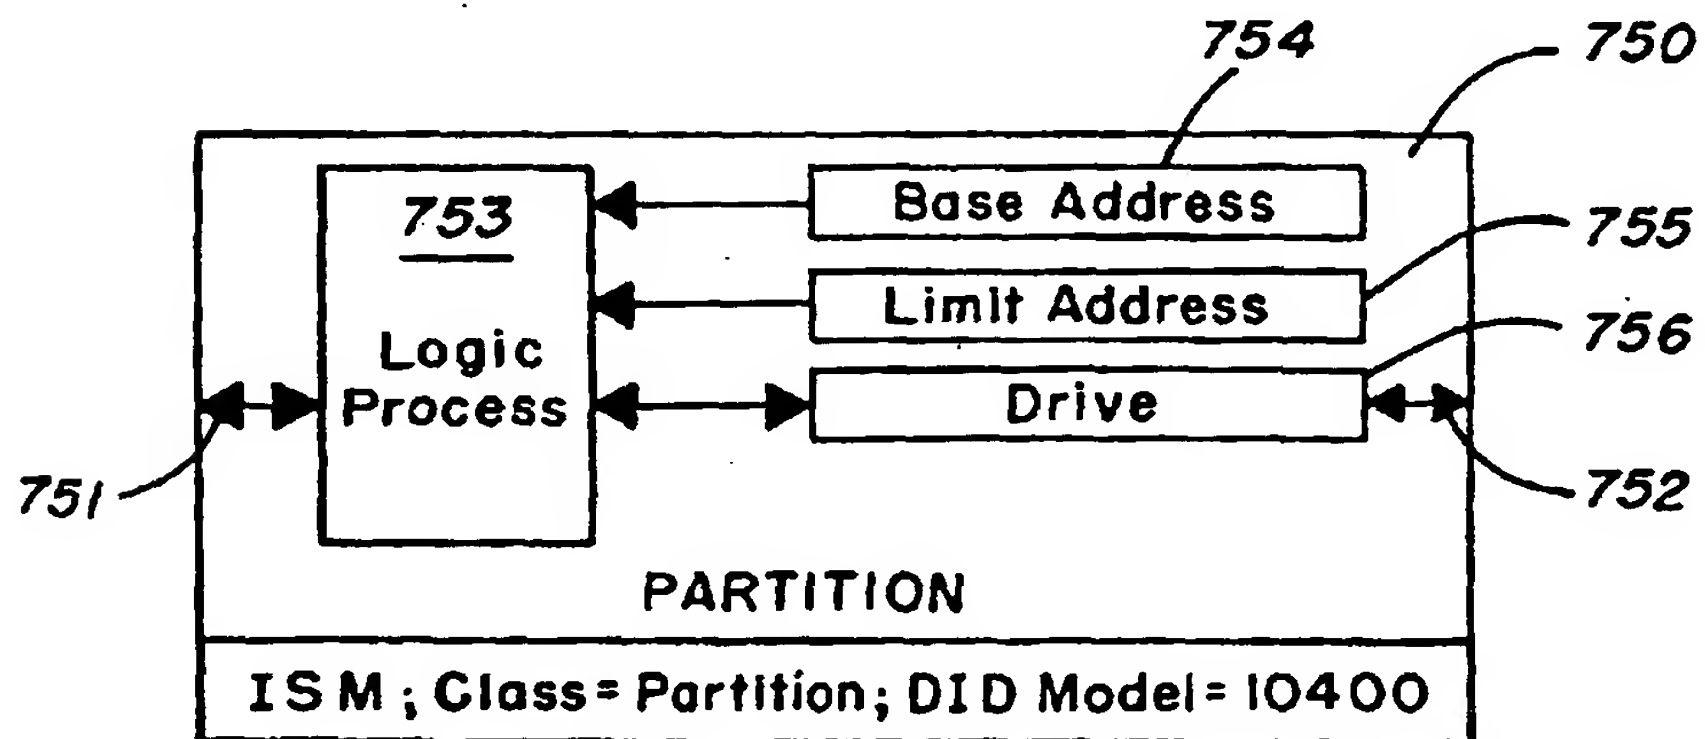 754
750
753
Base Address
755
Limit Address
756
Logic
Process
Drive
751
752
PARTITION
ISM; Class=Partition; DID Model=10400